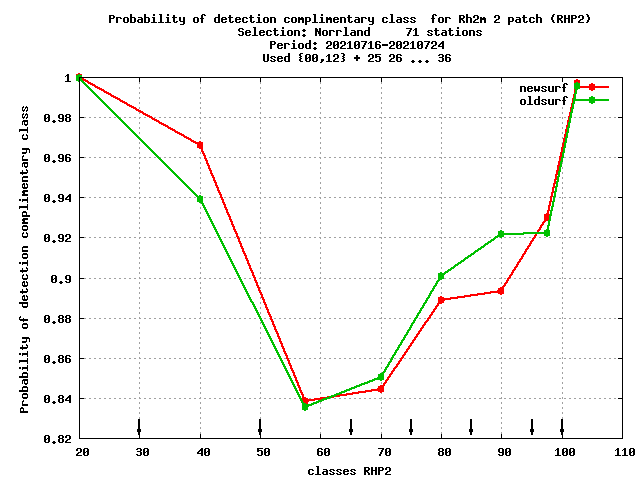 Probability of detection complimentary class  for Rh2m 2 patch (RHP2)
Selection: Norrland     71 stations
Period: 20210716-20210724
Used {00,12} + 25 26 ... 36
newsurf
oldsurf
Probability of detection complimentary class
1
0.98
0.96
0.94
0.92
0.9
0.88
0.86
0.84
0.82
20 30 40 50 60 70 80 90 100 110
classes RHP2